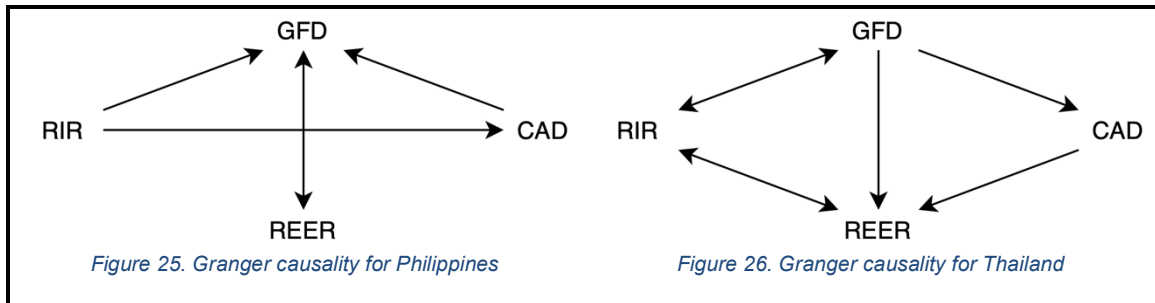 GFD GFD
RIR CAD RIR CAD
REER REER
Figure 25. Granger causality for Philippines Figure 26. Granger causality for Thailand